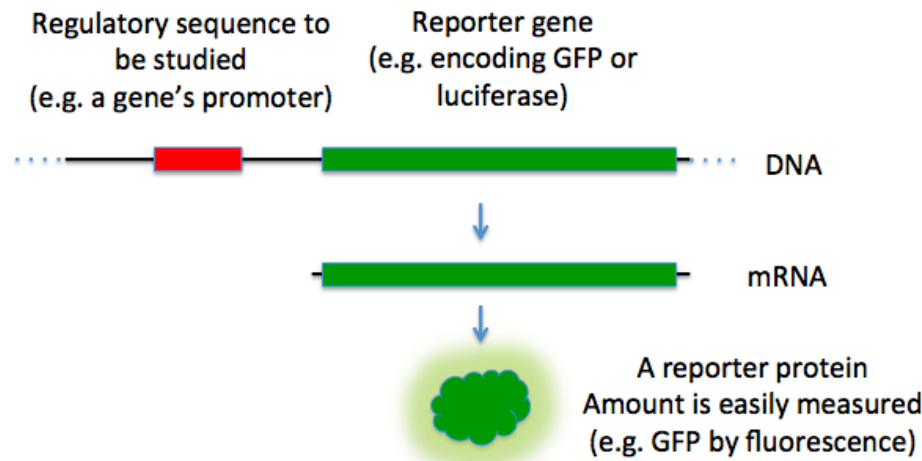 Regulatory sequence to
be studied
(e.g. a gene's promoter)
Reporter gene
(e.g. encoding GFP or
luciferase)
DNA
mRNA
A reporter protein
Amount is easily measured
(e.g. GFP by fluorescence)